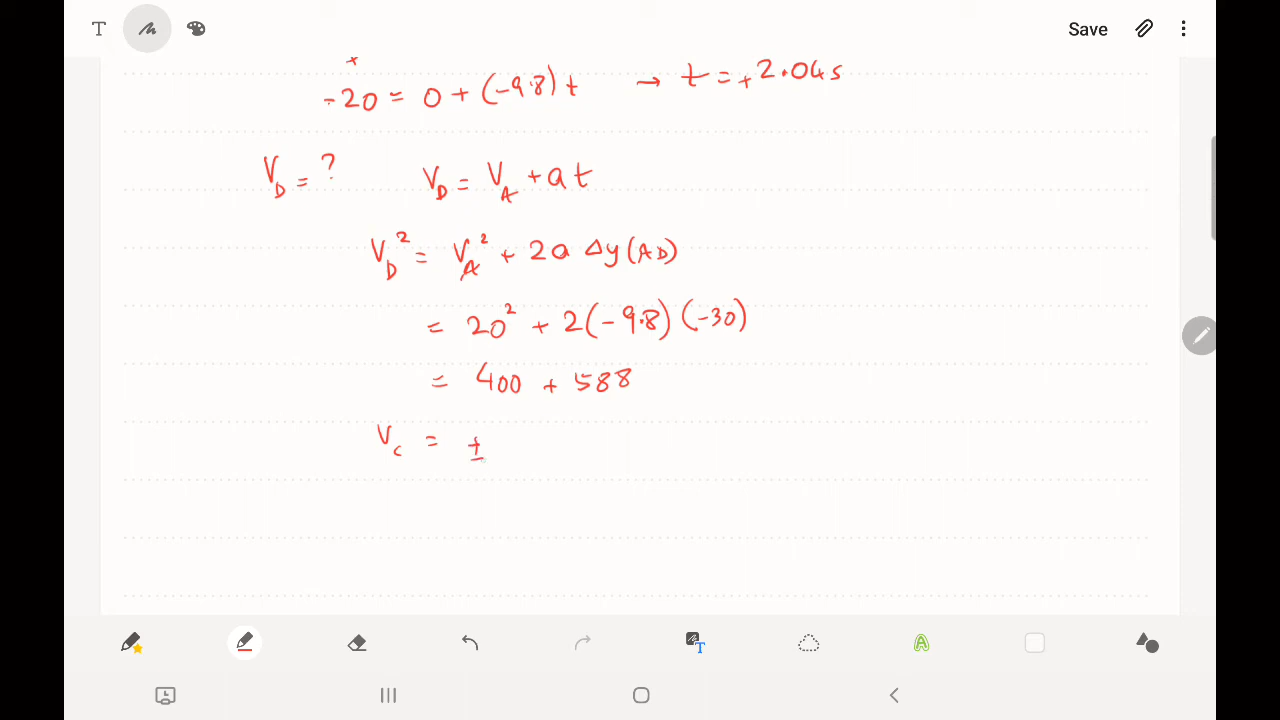 T Save
-20 = 0 + (-9.8) t → t = +2.04 s
V_D = ? V_D = V_A + a t
V_D² = V_A² + 2a Δy (AD)
= 20² + 2(-9.8) (-30)
= 400 + 588
V_c = ±
T A